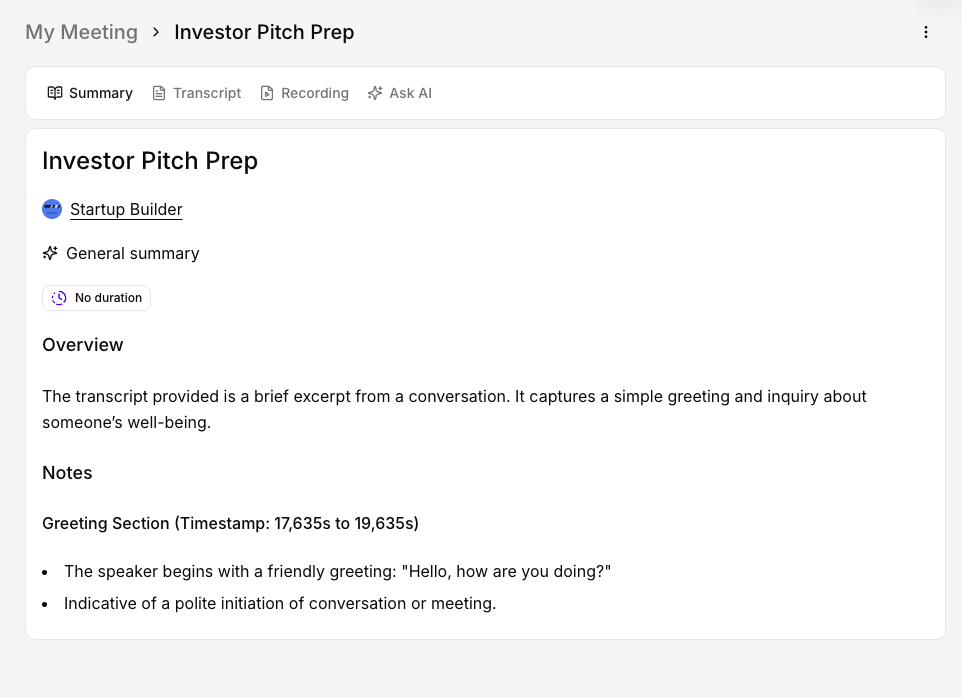 My Meeting > Investor Pitch Prep
Summary Transcript Recording Ask AI
Investor Pitch Prep
Startup Builder
General summary
No duration
Overview
The transcript provided is a brief excerpt from a conversation. It captures a simple greeting and inquiry about
someone’s well-being.
Notes
Greeting Section (Timestamp: 17,635s to 19,635s)
• The speaker begins with a friendly greeting: "Hello, how are you doing?"
• Indicative of a polite initiation of conversation or meeting.